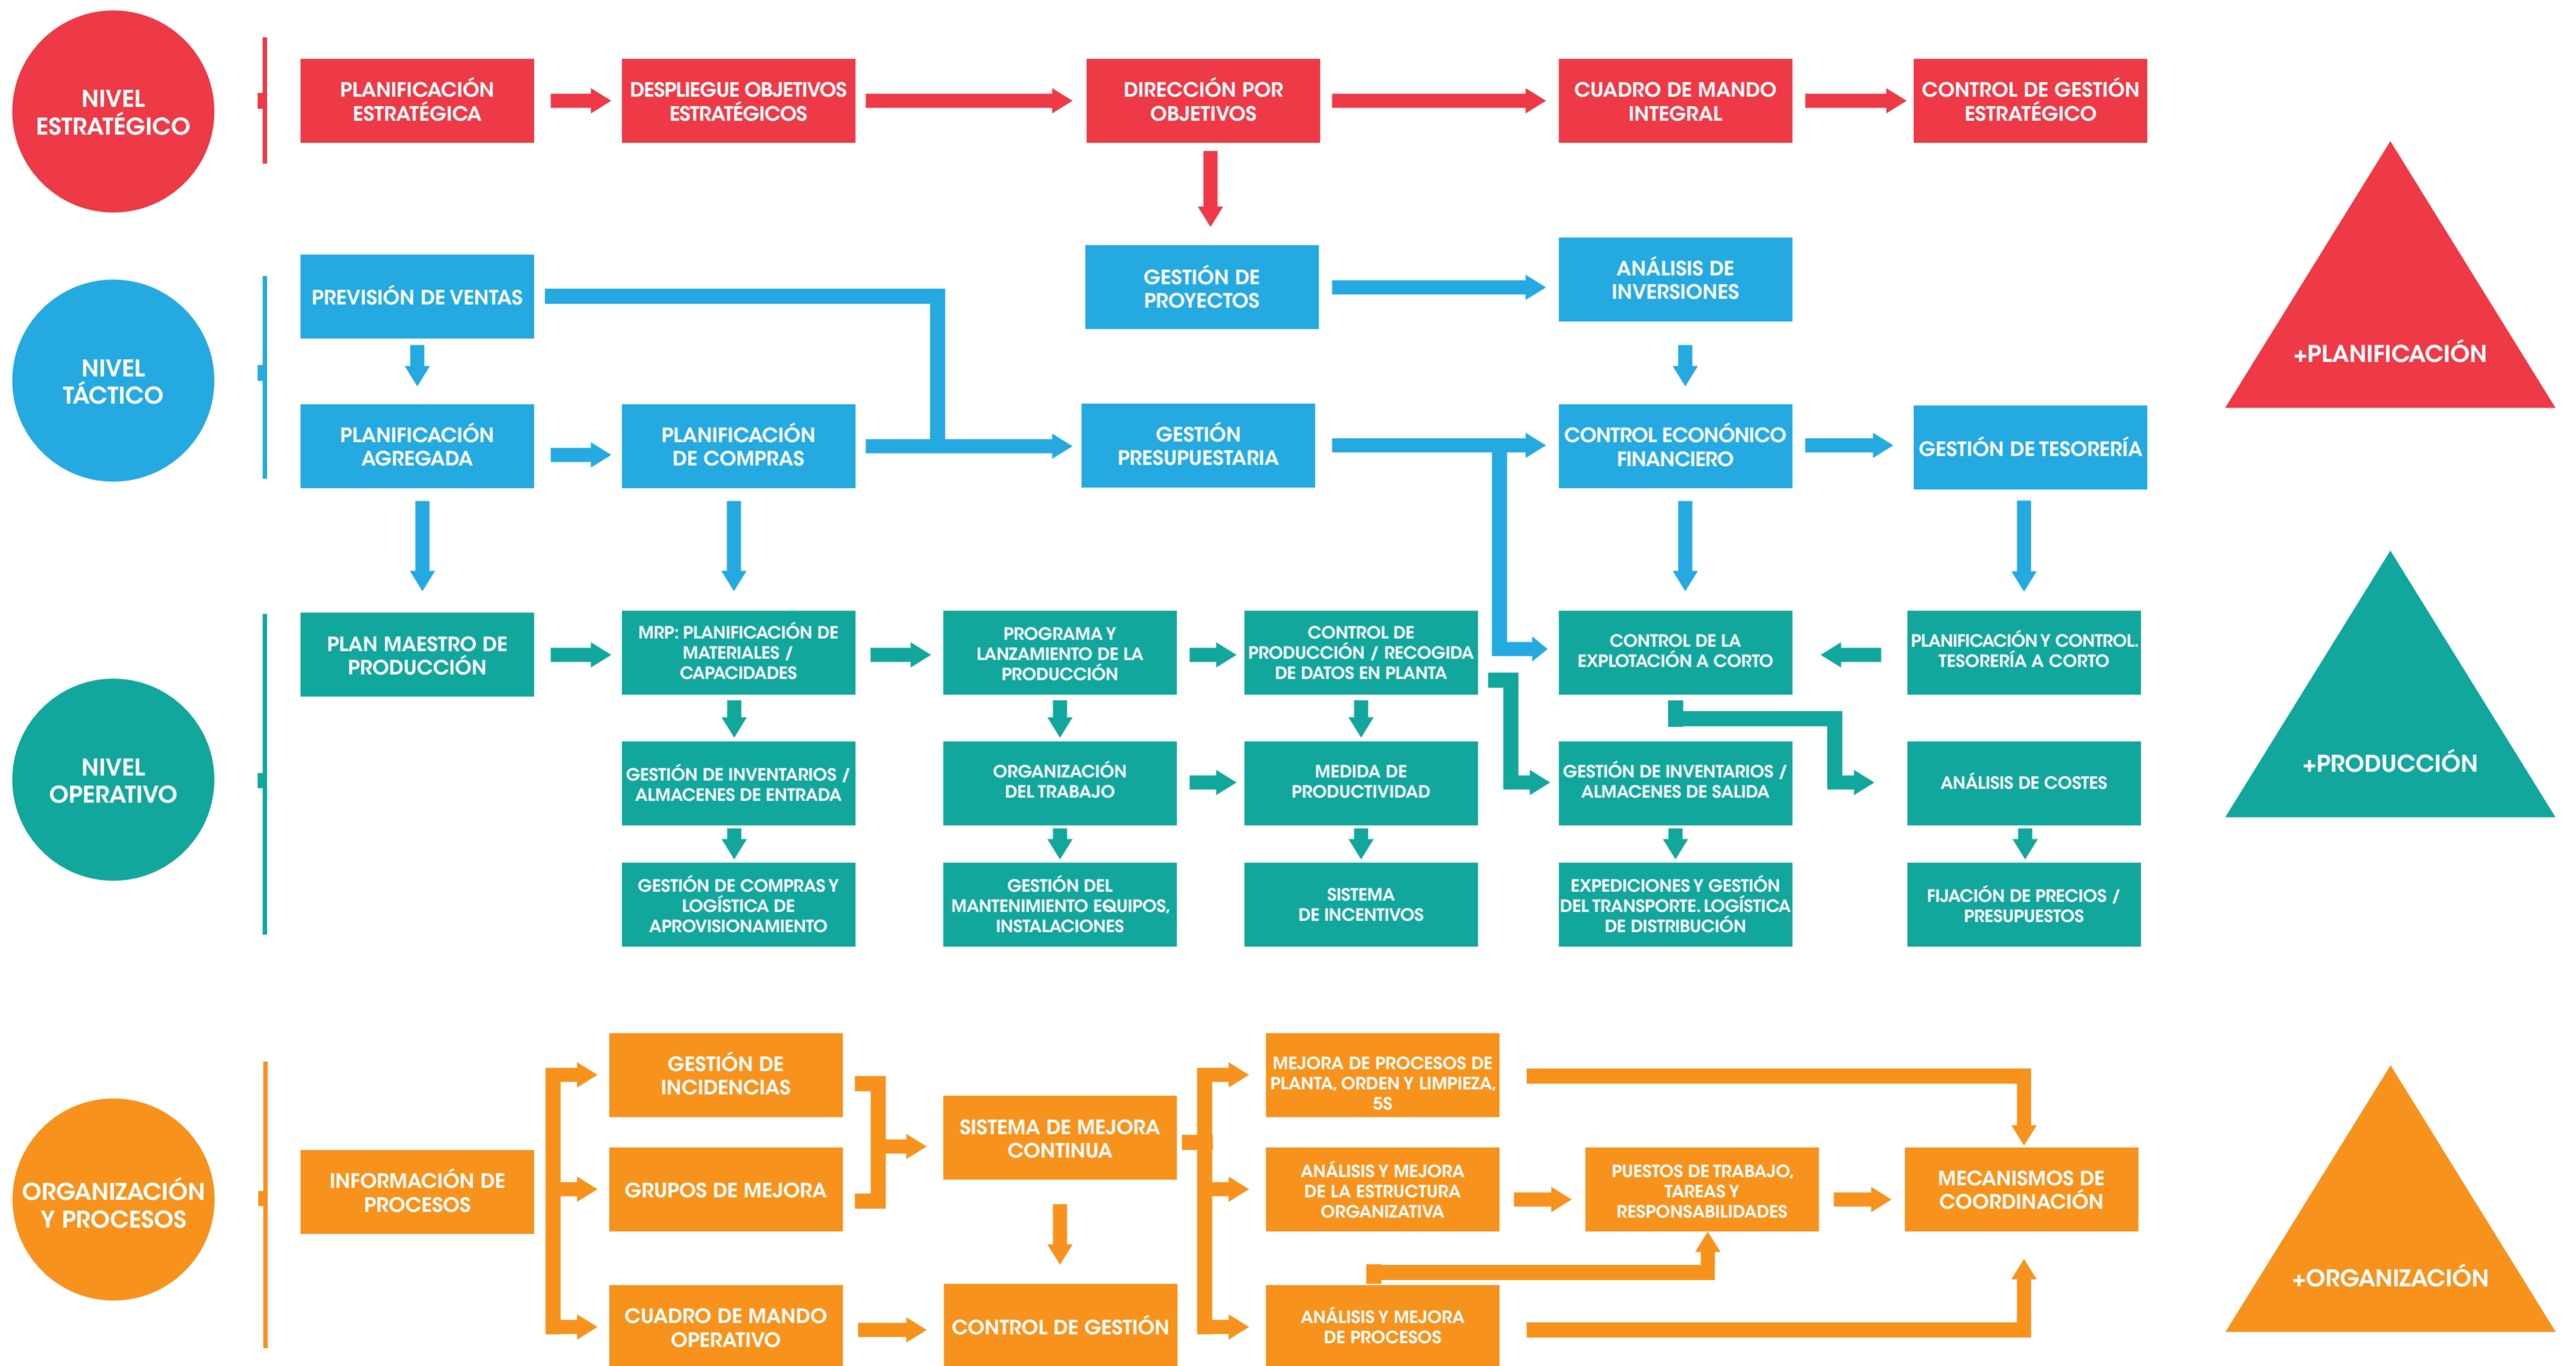 NIVEL
ESTRATÉGICO
PLANIFICACIÓN
ESTRATÉGICA
DESPLIEGUE OBJETIVOS
ESTRATÉGICOS
DIRECCIÓN POR
OBJETIVOS
CUADRO DE MANDO
INTEGRAL
CONTROL DE GESTIÓN
ESTRATÉGICO
+PLANIFICACIÓN
NIVEL
TÁCTICO
PREVISIÓN DE VENTAS
GESTIÓN DE
PROYECTOS
ANÁLISIS DE
INVERSIONES
PLANIFICACIÓN
AGREGADA
PLANIFICACIÓN
DE COMPRAS
GESTIÓN
PRESUPUESTARIA
CONTROL ECONÓNICO
FINANCIERO
GESTIÓN DE TESORERÍA
NIVEL
OPERATIVO
PLAN MAESTRO DE
PRODUCCIÓN
MRP: PLANIFICACIÓN DE
MATERIALES /
CAPACIDADES
PROGRAMA Y
LANZAMIENTO DE LA
PRODUCCIÓN
CONTROL DE
PRODUCCIÓN / RECOGIDA
DE DATOS EN PLANTA
CONTROL DE LA
EXPLOTACIÓN A CORTO
PLANIFICACIÓN Y CONTROL.
TESORERÍA A CORTO
GESTIÓN DE INVENTARIOS /
ALMACENES DE ENTRADA
ORGANIZACIÓN
DEL TRABAJO
MEDIDA DE
PRODUCTIVIDAD
GESTIÓN DE INVENTARIOS /
ALMACENES DE SALIDA
ANÁLISIS DE COSTES
+PRODUCCIÓN
GESTIÓN DE COMPRAS Y
LOGÍSTICA DE
APROVISIONAMIENTO
GESTIÓN DEL
MANTENIMIENTO EQUIPOS,
INSTALACIONES
SISTEMA
DE INCENTIVOS
EXPEDICIONES Y GESTIÓN
DEL TRANSPORTE. LOGÍSTICA
DE DISTRIBUCIÓN
FIJACIÓN DE PRECIOS /
PRESUPUESTOS
ORGANIZACIÓN
Y PROCESOS
INFORMACIÓN DE
PROCESOS
GESTIÓN DE
INCIDENCIAS
GRUPOS DE MEJORA
CUADRO DE MANDO
OPERATIVO
SISTEMA DE MEJORA
CONTINUA
CONTROL DE GESTIÓN
MEJORA DE PROCESOS DE
PLANTA, ORDEN Y LIMPIEZA,
5S
ANÁLISIS Y MEJORA
DE LA ESTRUCTURA
ORGANIZATIVA
PUESTOS DE TRABAJO,
TAREAS Y
RESPONSABILIDADES
MECANISMOS DE
COORDINACIÓN
ANÁLISIS Y MEJORA
DE PROCESOS
+ORGANIZACIÓN